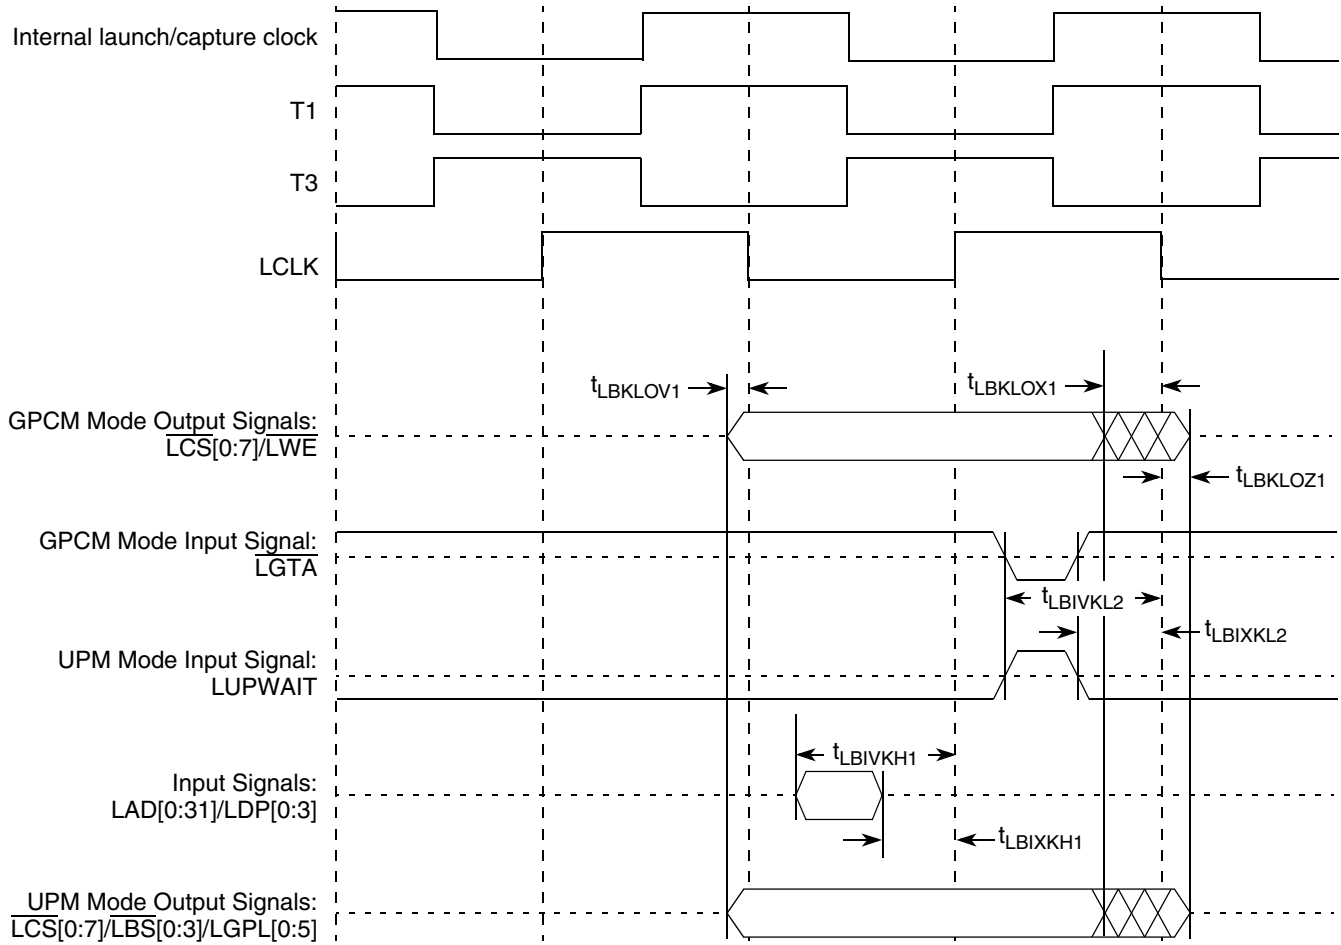 Internal launch/capture clock
T1
T3
LCLK
tLBKLOV1
tLBKLOX1
GPCM Mode Output Signals:
LCS[0:7]/LWE
tLBKLOZ1
GPCM Mode Input Signal:
LGTA
tLBIVKL2
tLBIXKL2
UPM Mode Input Signal:
LUPWAIT
tLBIVKH1
Input Signals:
LAD[0:31]/LDP[0:3]
tLBIXKH1
UPM Mode Output Signals:
LCS[0:7]/LBS[0:3]/LGPL[0:5]